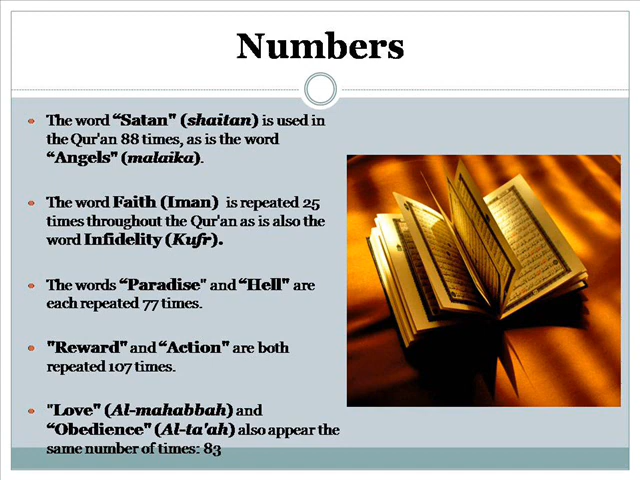 Numbers
The word “Satan" (shaitan) is used in
the Qur'an 88 times, as is the word
“Angels" (malaika).
The word Faith (Iman) is repeated 25
times throughout the Qur'an as is also the
word Infidelity (Kufr).
The words “Paradise" and “Hell" are
each repeated 77 times.
"Reward" and “Action" are both
repeated 107 times.
"Love" (Al-mahabbah) and
“Obedience" (Al-ta'ah) also appear the
same number of times: 83